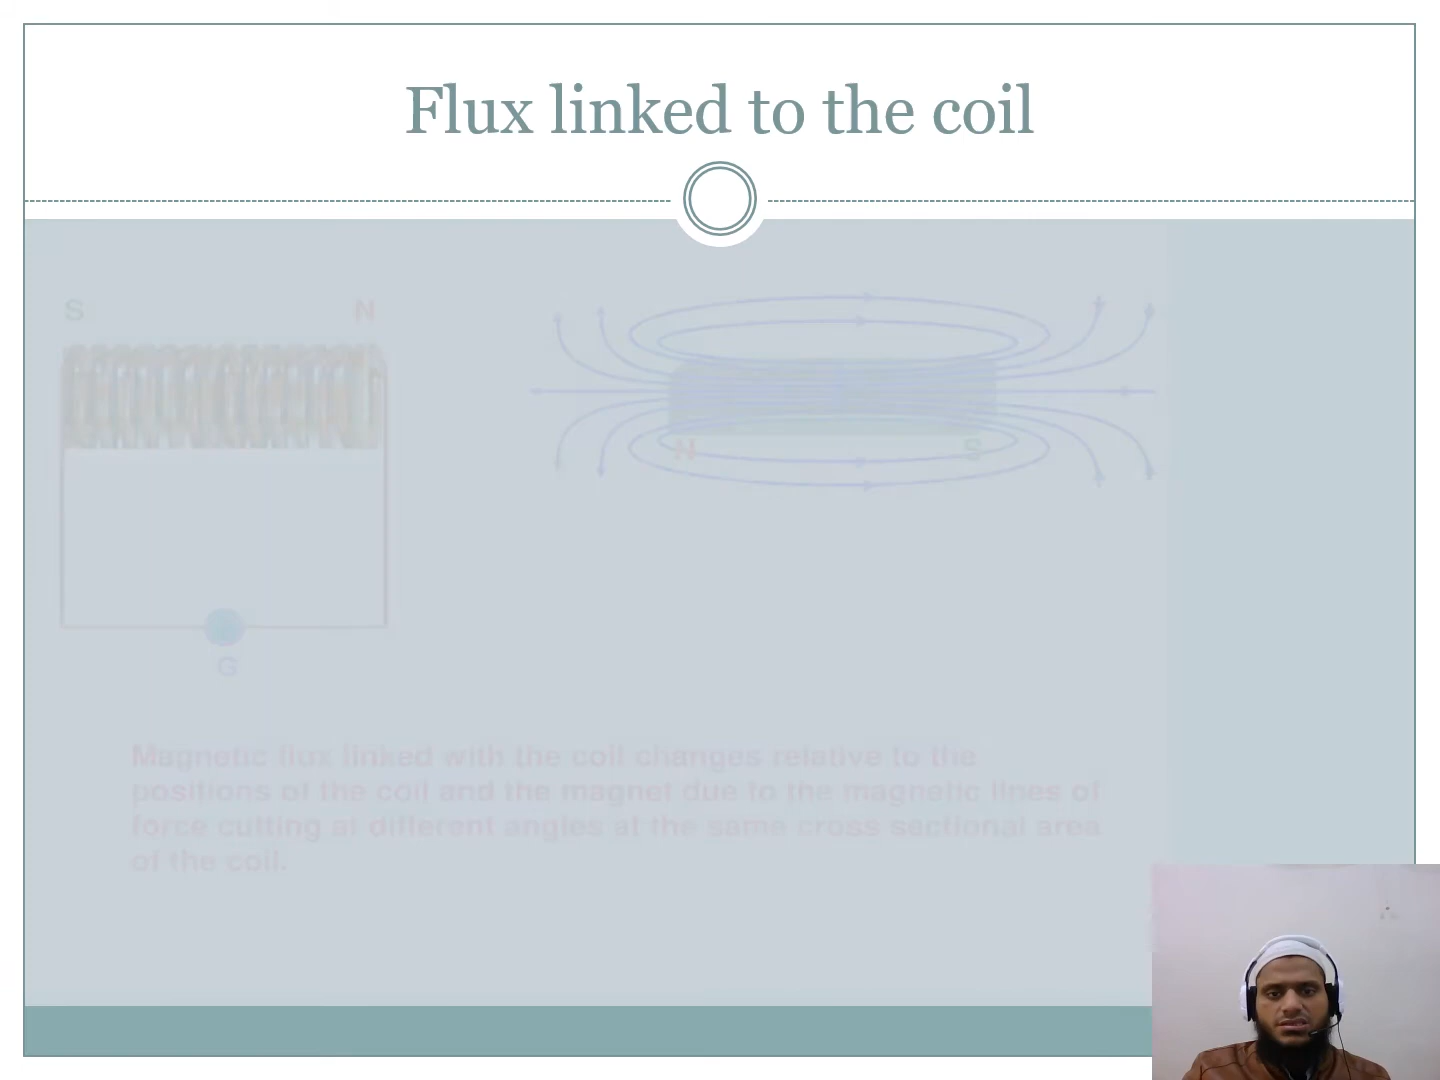 Flux linked to the coil
S N
N S
G
Magnetic flux linked with the coil changes relative to the
positions of the coil and the magnet due to the magnetic lines of
force cutting at different angles at the same cross sectional area
of the coil.